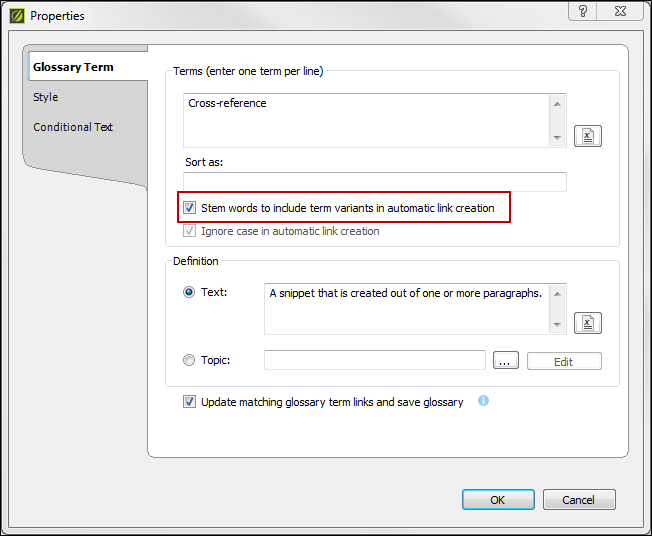 Properties
Glossary Term
Style
Conditional Text
Terms (enter one term per line)
Cross-reference
Sort as:
Stem words to include term variants in automatic link creation
Ignore case in automatic link creation
Definition
Text:
A snippet that is created out of one or more paragraphs.
Topic:
...
Edit
Update matching glossary term links and save glossary
OK
Cancel